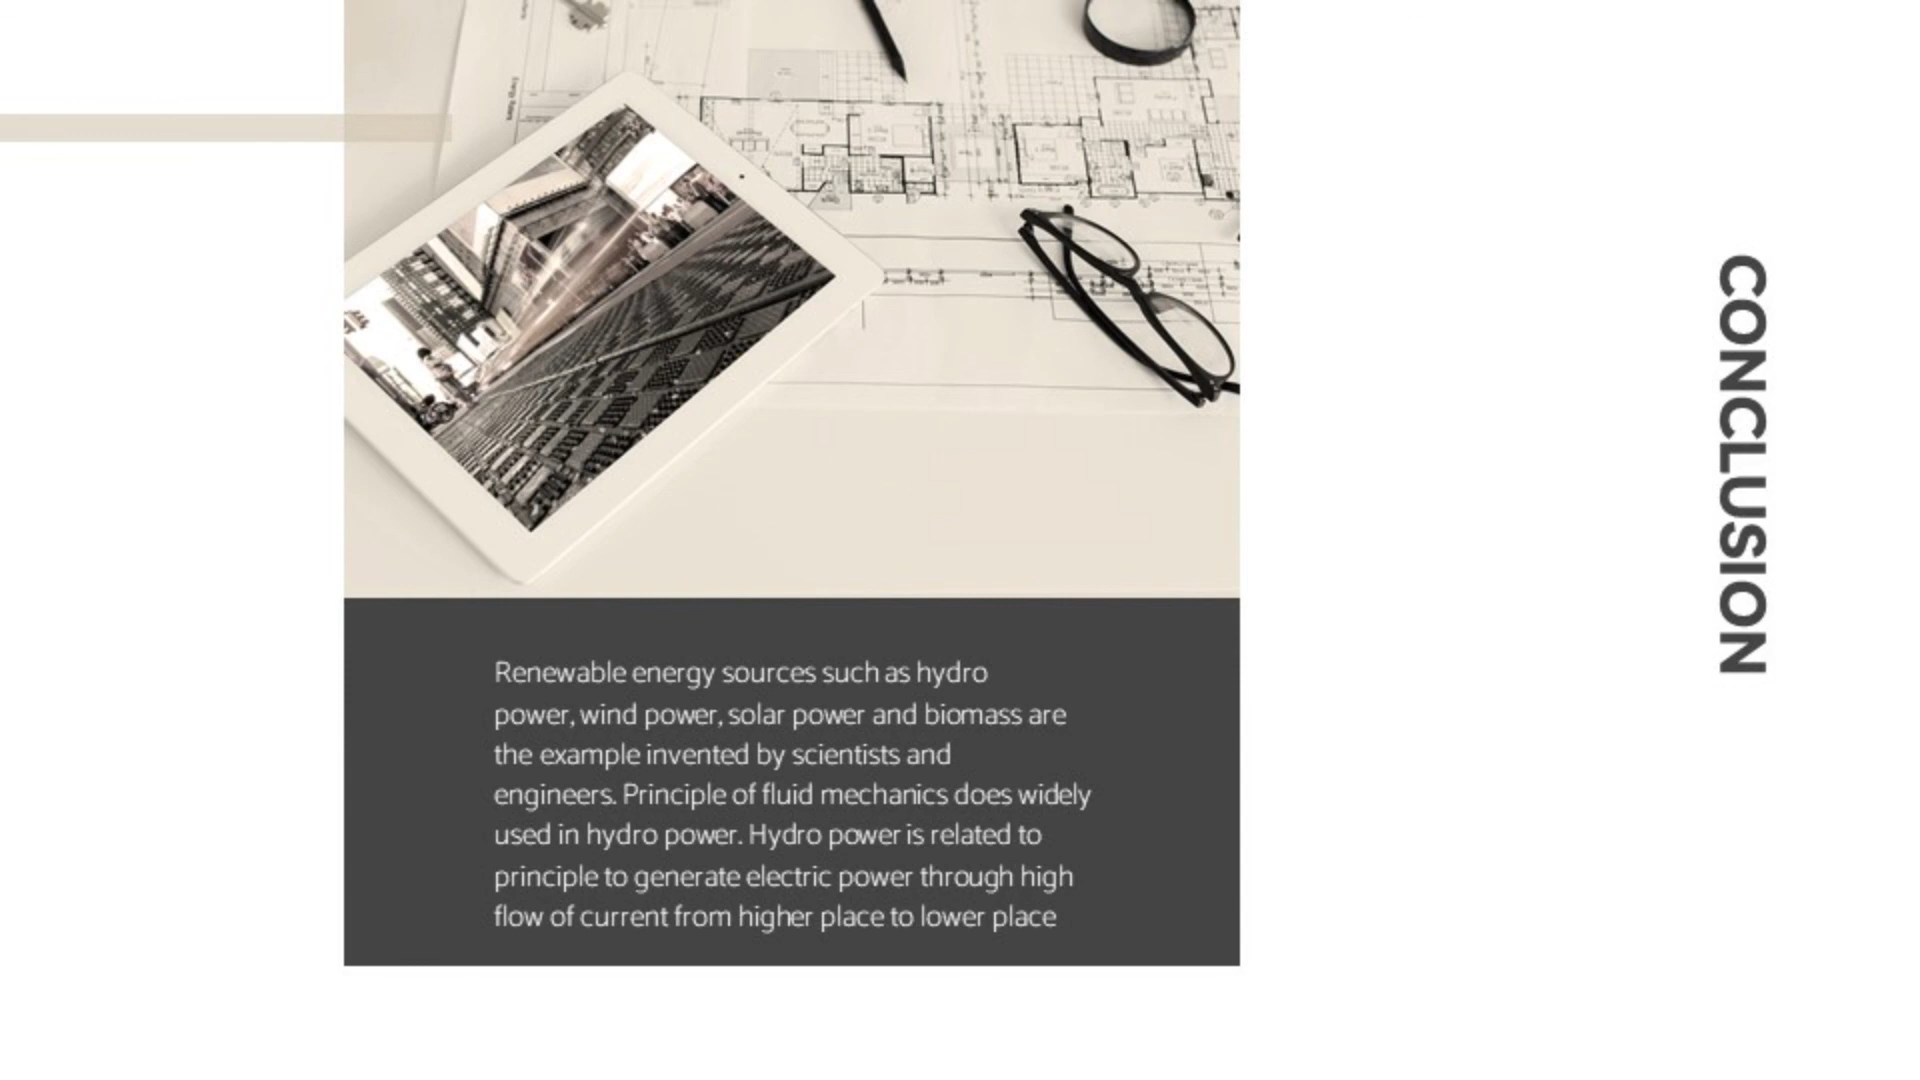 CONCLUSION
Renewable energy sources such as hydro
power, wind power, solar power and biomass are
the example invented by scientists and
engineers. Principle of fluid mechanics does widely
used in hydro power. Hydro power is related to
principle to generate electric power through high
flow of current from higher place to lower place